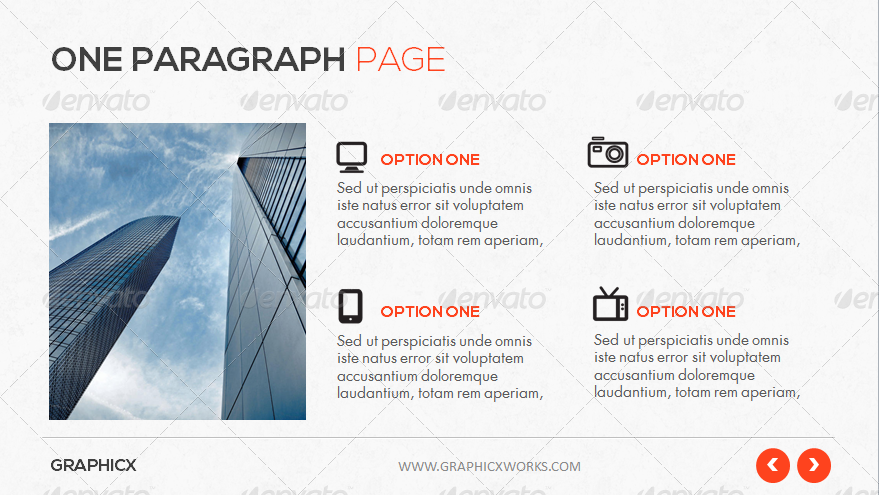 ONE PARAGRAPH PAGE
OPTION ONE
Sed ut perspiciatis unde omnis
iste natus error sit voluptatem
accusantium doloremque
laudantium, totam rem aperiam,
OPTION ONE
Sed ut perspiciatis unde omnis
iste natus error sit voluptatem
accusantium doloremque
laudantium, totam rem aperiam,
OPTION ONE
Sed ut perspiciatis unde omnis
iste natus error sit voluptatem
accusantium doloremque
laudantium, totam rem aperiam,
OPTION ONE
Sed ut perspiciatis unde omnis
iste natus error sit voluptatem
accusantium doloremque
laudantium, totam rem aperiam,
GRAPHICX
WWW.GRAPHICXWORKS.COM
envato
envato
envato
envato
envato
envato
envato
envato